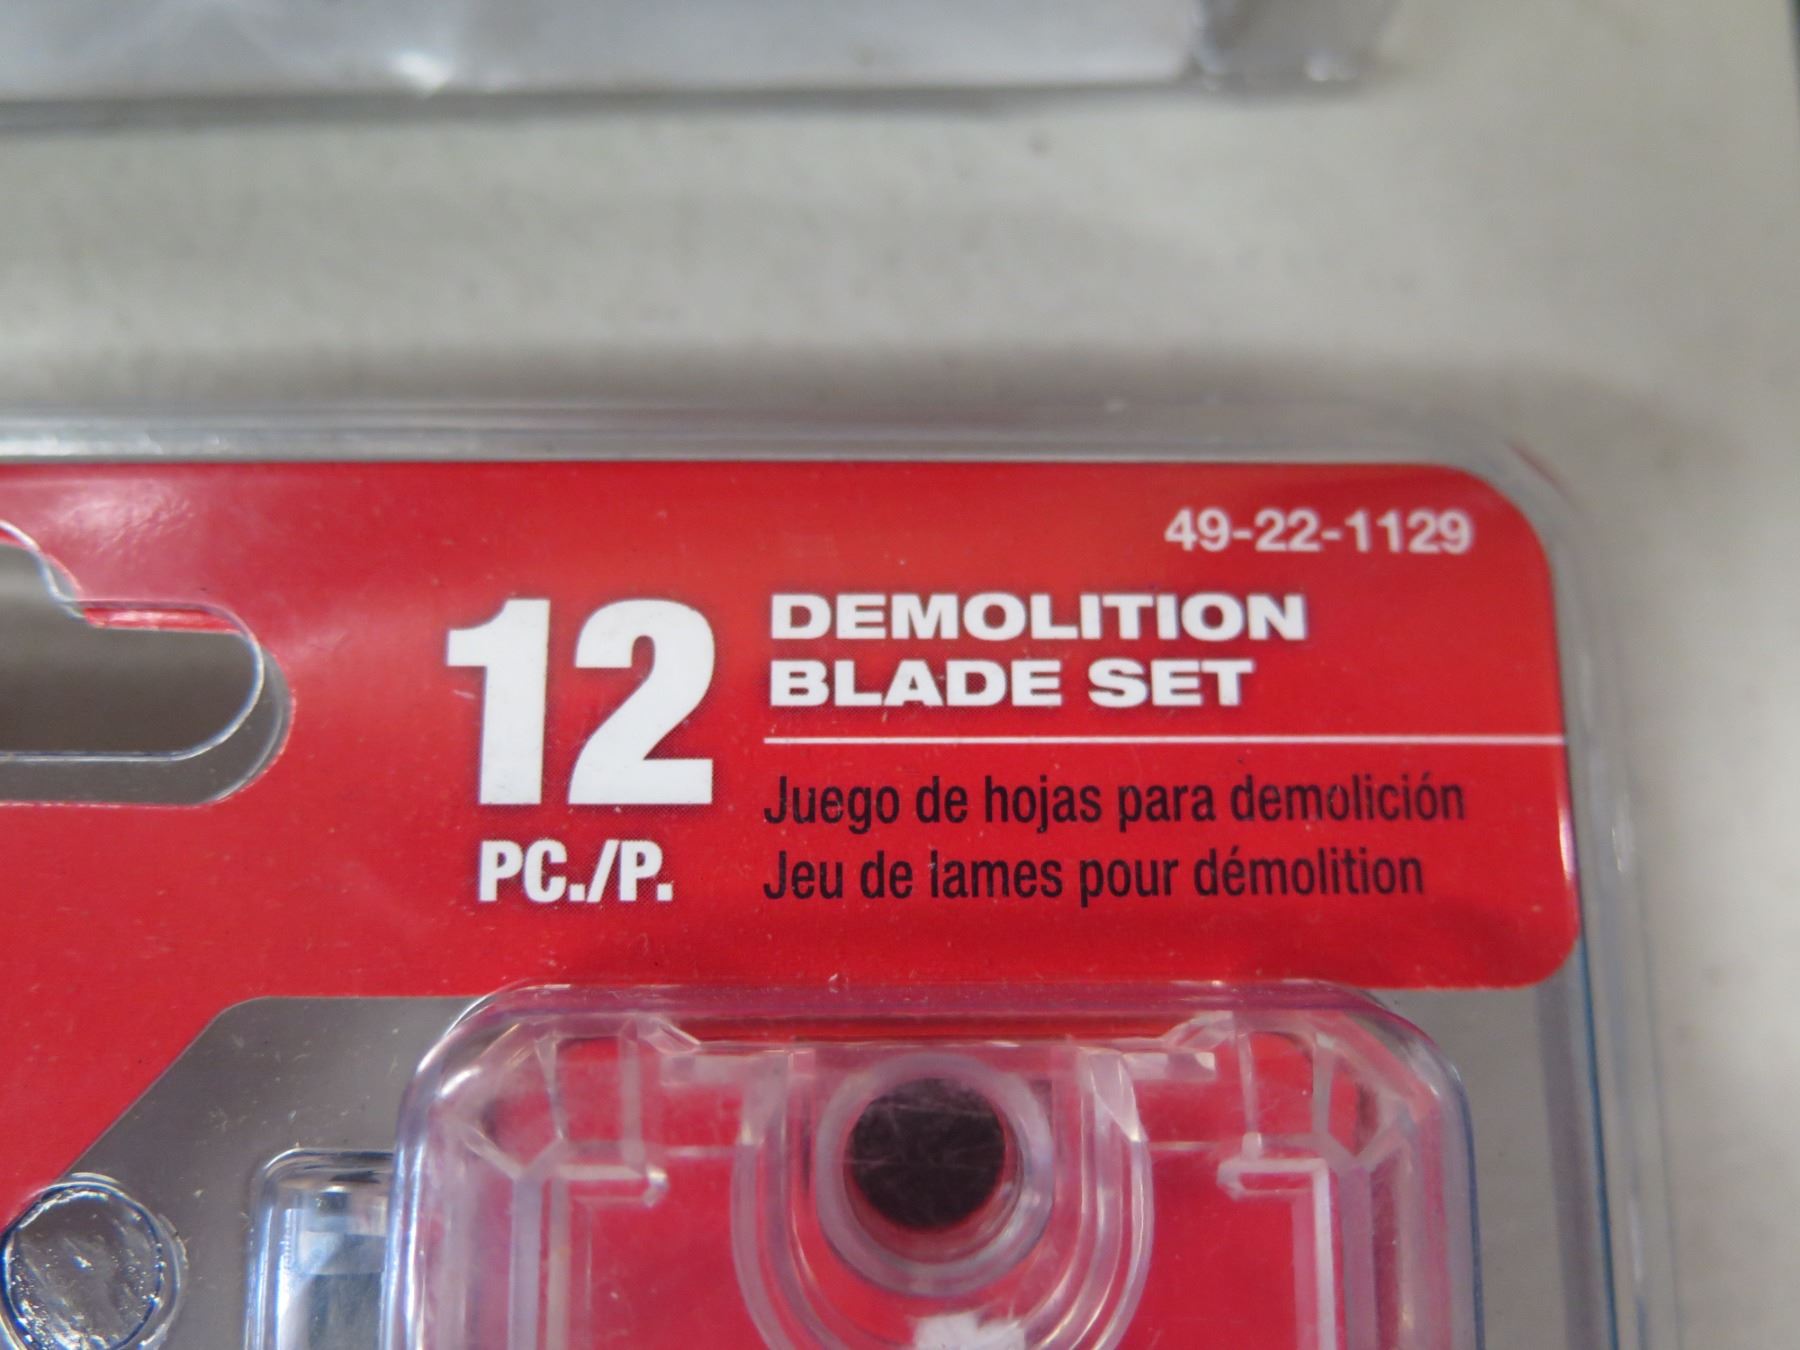 49-22-1129
12
PC./P.
DEMOLITION
BLADE SET
Juego de hojas para demolición
Jeu de lames pour démolition